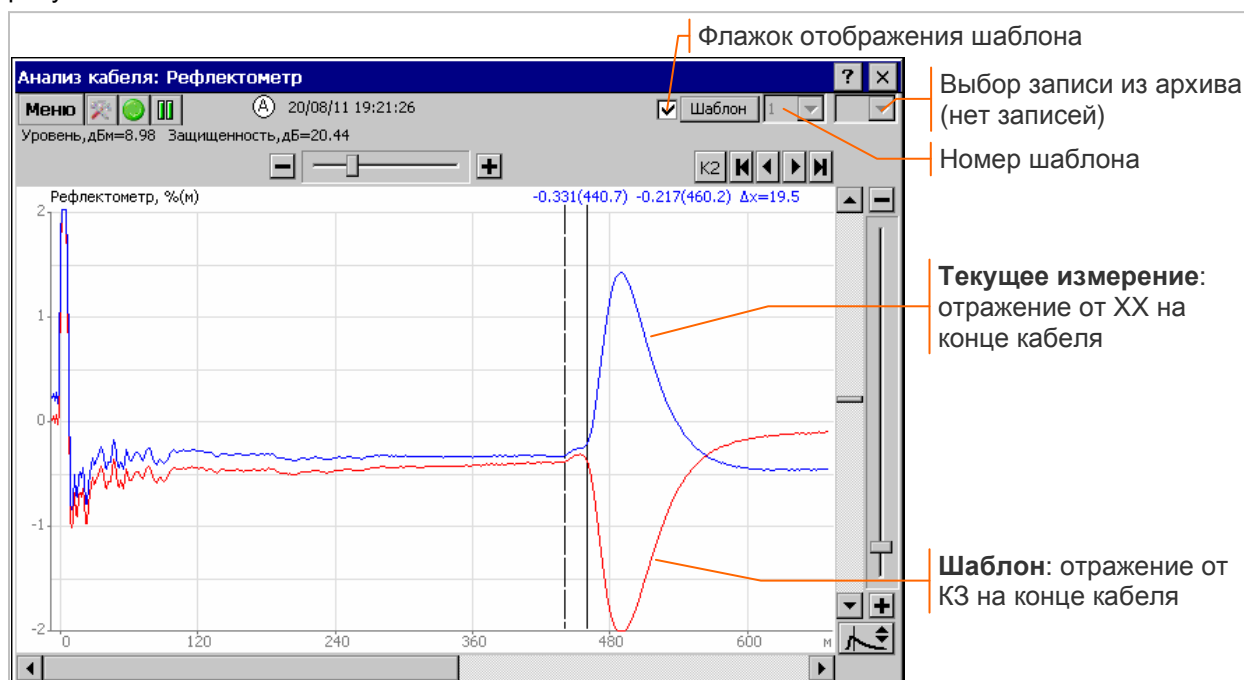 Флажок отображения шаблона
Анализ кабеля: Рефлектометр
? ×
Выбор записи из архива
(нет записей)
Меню
A 20/08/11 19:21:26
Шаблон 1
Уровень,дБм=8.98 Защищенность,дБ=20.44
Номер шаблона
K2
Рефлектометр, %(м)
-0.331(440.7) -0.217(460.2) Δx=19.5
2
Текущее измерение:
отражение от ХХ на
конце кабеля
1
0
-1
Шаблон: отражение от
КЗ на конце кабеля
-2
0 120 240 360 480 600 м